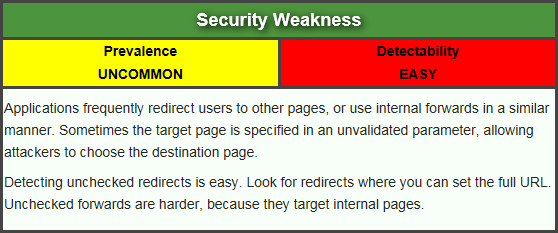 Security Weakness
Prevalence
UNCOMMON
Detectability
EASY
Applications frequently redirect users to other pages, or use internal forwards in a similar
manner. Sometimes the target page is specified in an unvalidated parameter, allowing
attackers to choose the destination page.
Detecting unchecked redirects is easy. Look for redirects where you can set the full URL.
Unchecked forwards are harder, because they target internal pages.